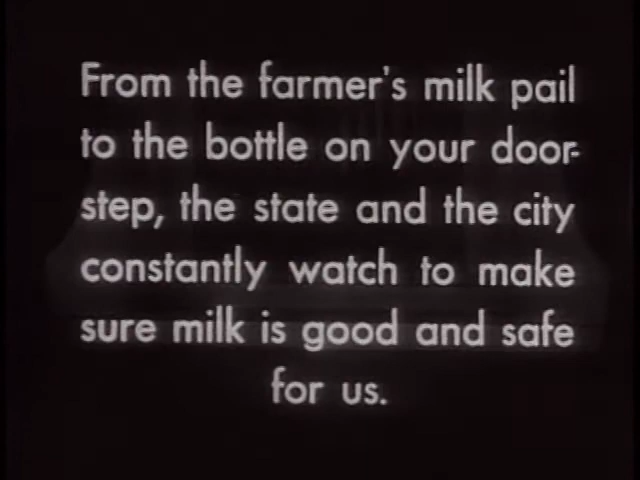 From the farmer's milk pail
to the bottle on your door-
step, the state and the city
constantly watch to make
sure milk is good and safe
for us.